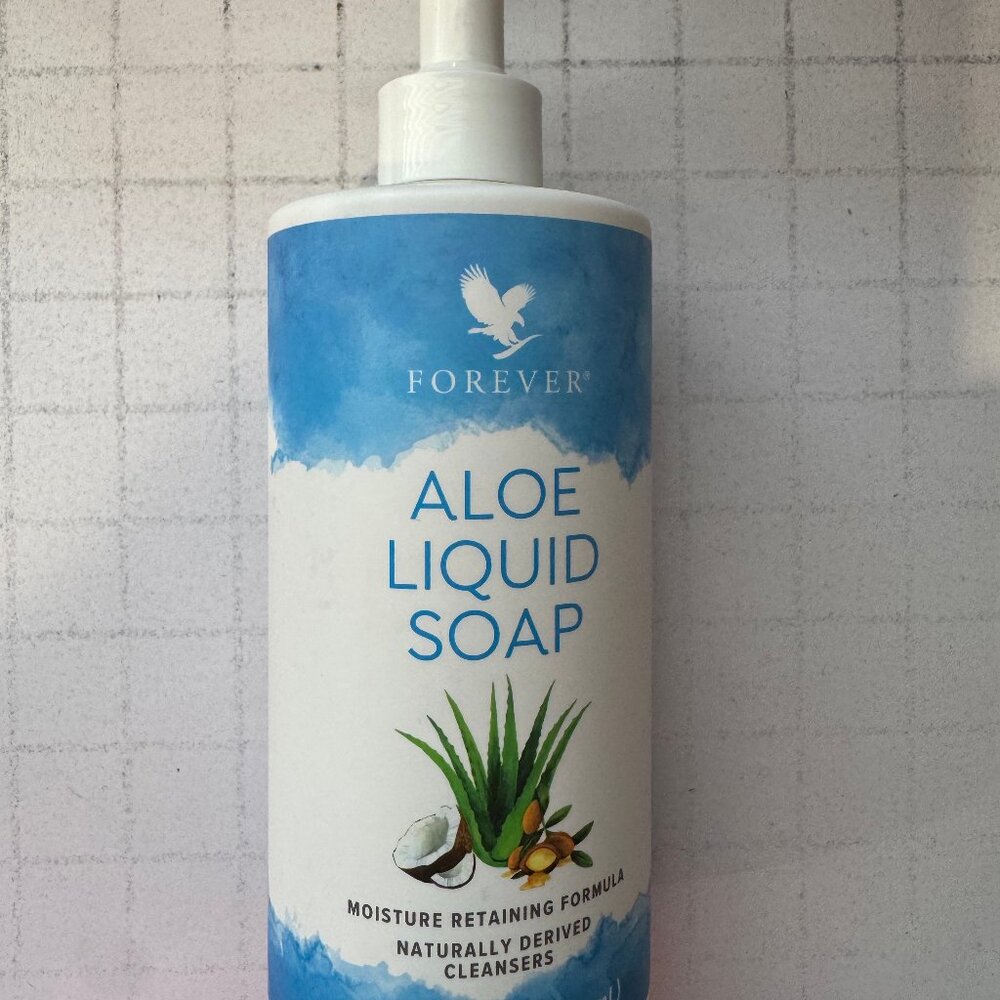 FOREVER®
ALOE
LIQUID
SOAP
MOISTURE RETAINING FORMULA
NATURALLY DERIVED
CLEANSERS